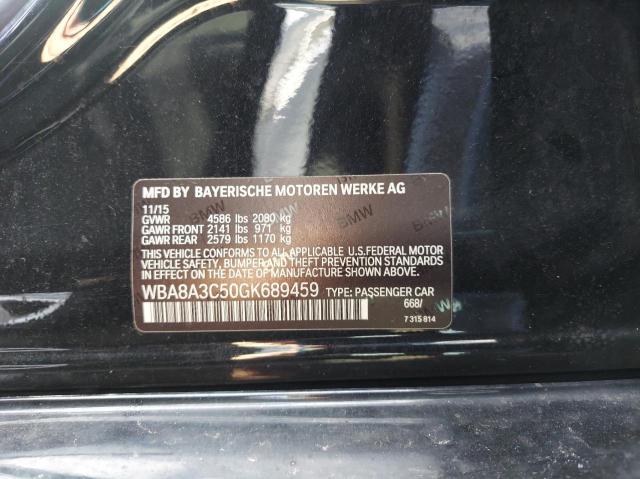 MFD BY BAYERISCHE MOTOREN WERKE AG
11/15
GVWR 4586 lbs 2080 kg
GAWR FRONT 2141 lbs 971 kg
GAWR REAR 2579 lbs 1170 kg
THIS VEHICLE CONFORMS TO ALL APPLICABLE U.S.FEDERAL MOTOR
VEHICLE SAFETY, BUMPER AND THEFT PREVENTION STANDARDS
IN EFFECT ON THE DATE OF MANUFACTURE SHOWN ABOVE.
WBA8A3C50GK689459 TYPE: PASSENGER CAR
668/
7 315 814
BMW
BMW